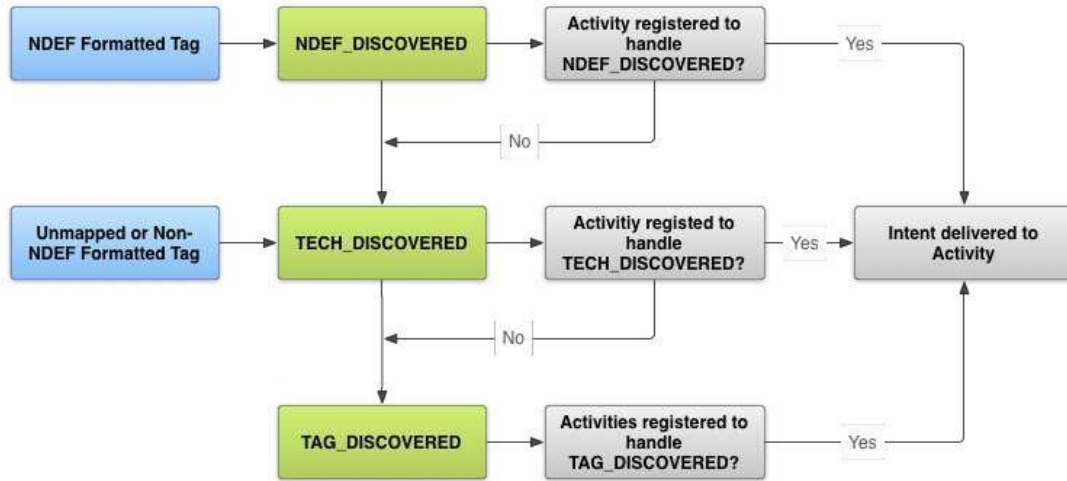 NDEF Formatted Tag
NDEF_DISCOVERED
Activity registered to
handle
NDEF_DISCOVERED?
Yes
No
Unmapped or Non-
NDEF Formatted Tag
TECH_DISCOVERED
Activitiy registed to
handle
TECH_DISCOVERED?
Yes
Intent delivered to
Activity
No
TAG_DISCOVERED
Activities registered to
handle
TAG_DISCOVERED?
Yes